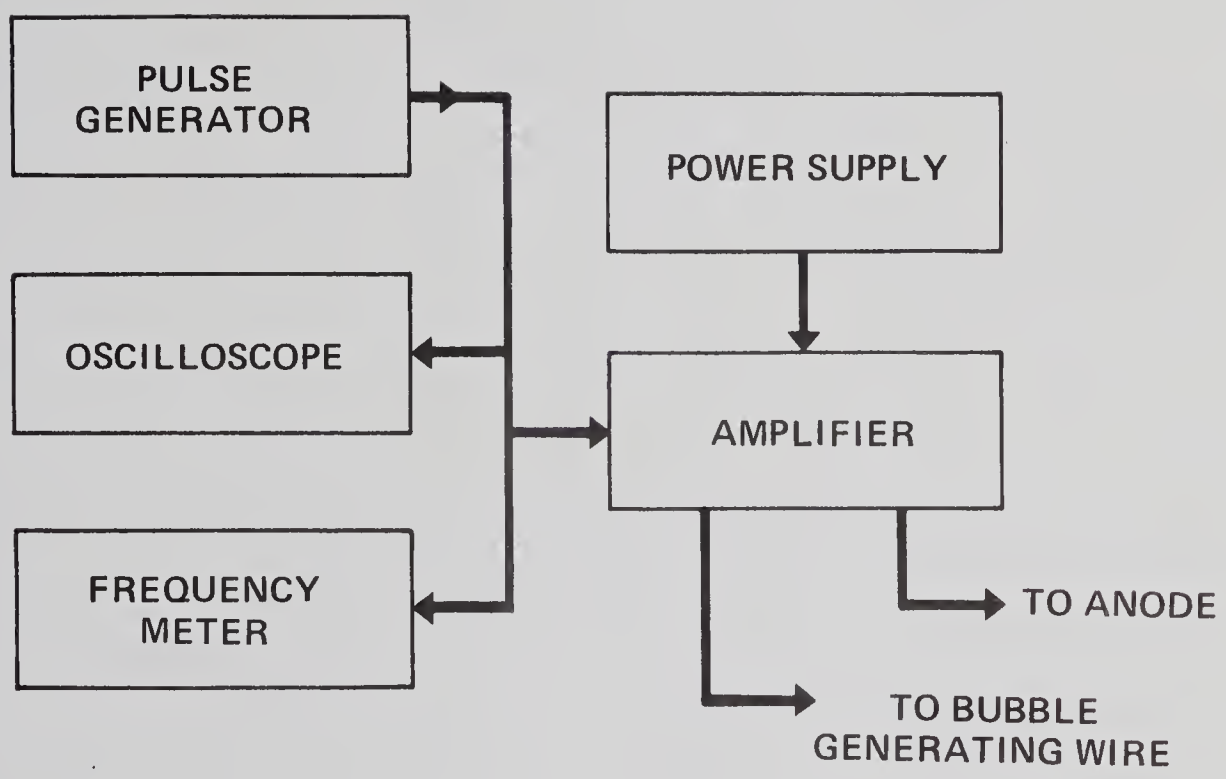 PULSE
GENERATOR
POWER SUPPLY
OSCILLOSCOPE
AMPLIFIER
FREQUENCY
METER
TO ANODE
TO BUBBLE
GENERATING WIRE